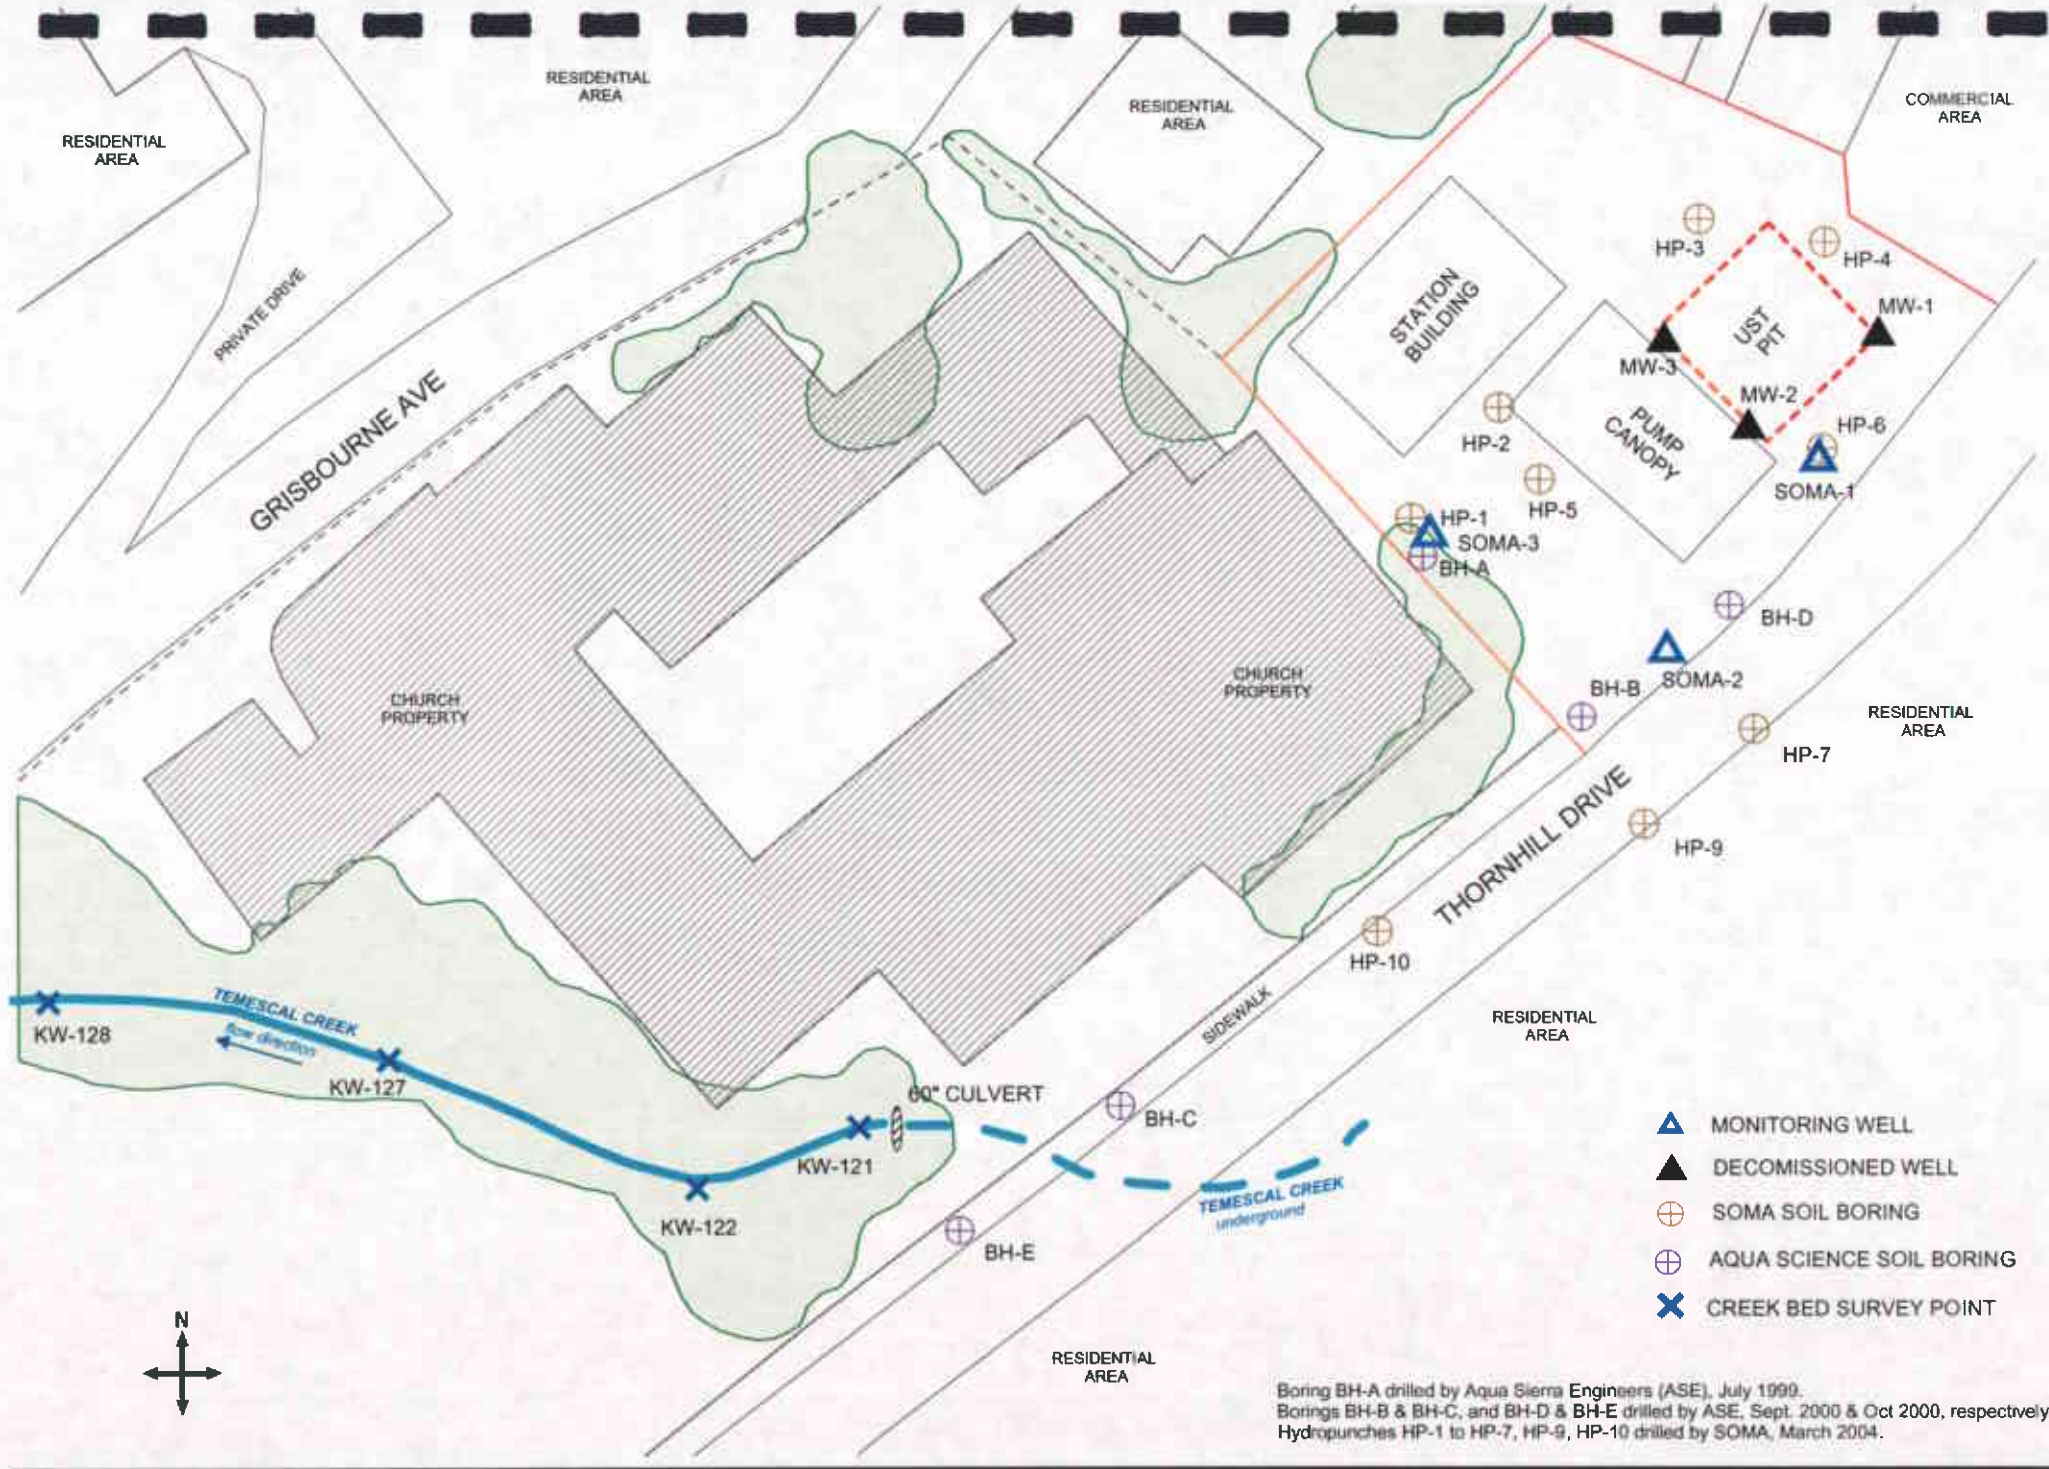 RESIDENTIAL
AREA
RESIDENTIAL
AREA
RESIDENTIAL
AREA
COMMERCIAL
AREA
PRIVATE DRIVE
GRISBOURNE AVE
STATION
BUILDING
HP-3
HP-4
UST
PIT
MW-1
MW-3
MW-2
PUMP
CANOPY
HP-6
SOMA-1
HP-2
HP-5
HP-1
SOMA-3
BH-A
BH-D
SOMA-2
BH-B
HP-7
RESIDENTIAL
AREA
CHURCH
PROPERTY
CHURCH
PROPERTY
THORNHILL DRIVE
HP-9
HP-10
SIDEWALK
RESIDENTIAL
AREA
TEMESCAL CREEK
flow direction
KW-128
KW-127
KW-122
KW-121
60" CULVERT
BH-C
BH-E
TEMESCAL CREEK
underground
MONITORING WELL
DECOMISSIONED WELL
SOMA SOIL BORING
AQUA SCIENCE SOIL BORING
CREEK BED SURVEY POINT
N
RESIDENTIAL
AREA
Boring BH-A drilled by Aqua Sierra Engineers (ASE), July 1999.
Borings BH-B & BH-C, and BH-D & BH-E drilled by ASE, Sept. 2000 & Oct 2000, respectively
Hydropunches HP-1 to HP-7, HP-9, HP-10 drilled by SOMA, March 2004.